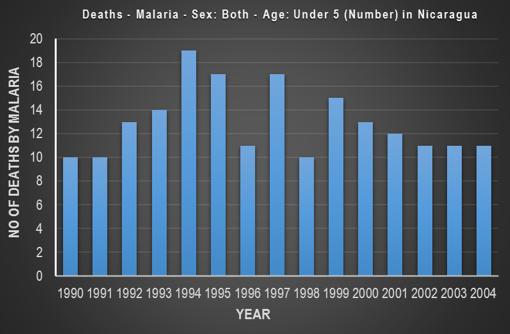 Deaths - Malaria - Sex: Both - Age: Under 5 (Number) in Nicaragua
NO OF DEATHS BY MALARIA
20
18
16
14
12
10
8
6
4
2
0
1990 1991 1992 1993 1994 1995 1996 1997 1998 1999 2000 2001 2002 2003 2004
YEAR